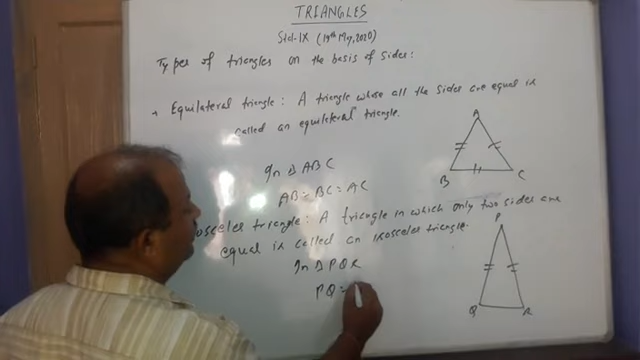 TRIANGLES
Std-IX (19th May, 2020)
Types of triangles on the basis of sides:
Equilateral triangle: A triangle whose all the sides are equal is
called an equilateral triangle.
In Δ ABC
AB = BC = AC
A
B
C
osceles triangle: A triangle in which only two sides are
equal is called an isosceles triangle.
In Δ PQR
PQ =
P
Q
R